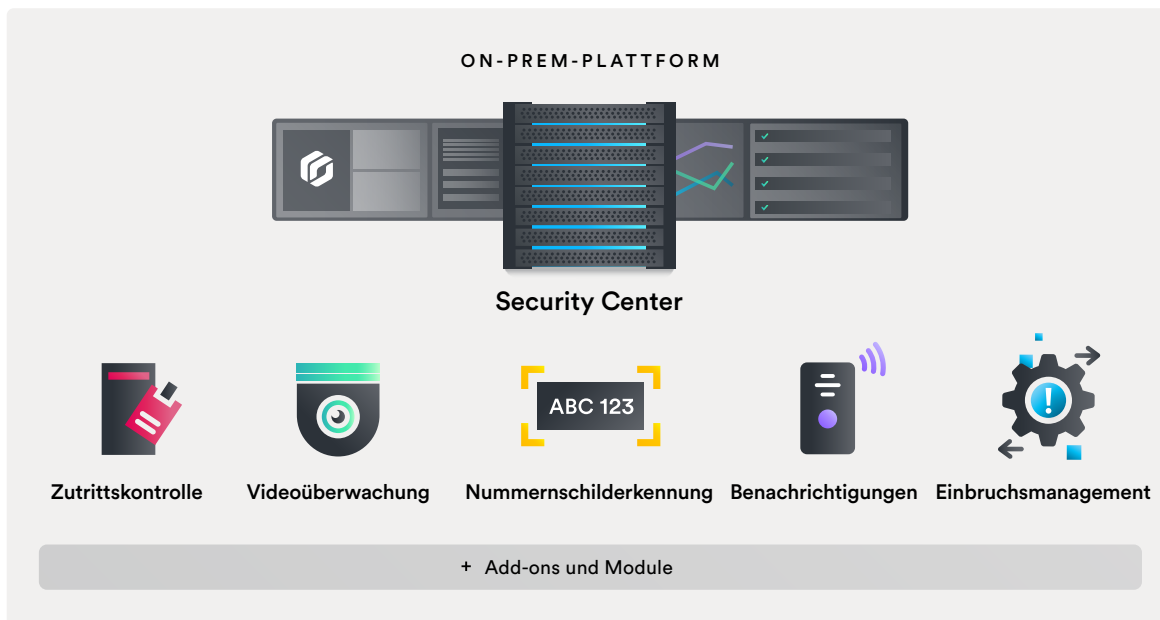 ON-PREM-PLATTFORM
Security Center
ABC 123
Zutrittskontrolle
Videoüberwachung
Nummernschilderkennung
Benachrichtigungen
Einbruchsmanagement
+ Add-ons und Module